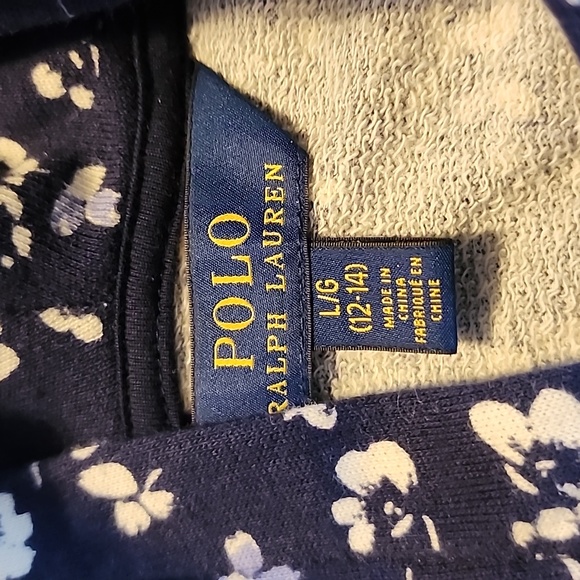 POLO
RALPH LAUREN
L/G
(12-14)
MADE IN
CHINA
FABRIQUÉ EN
CHINE